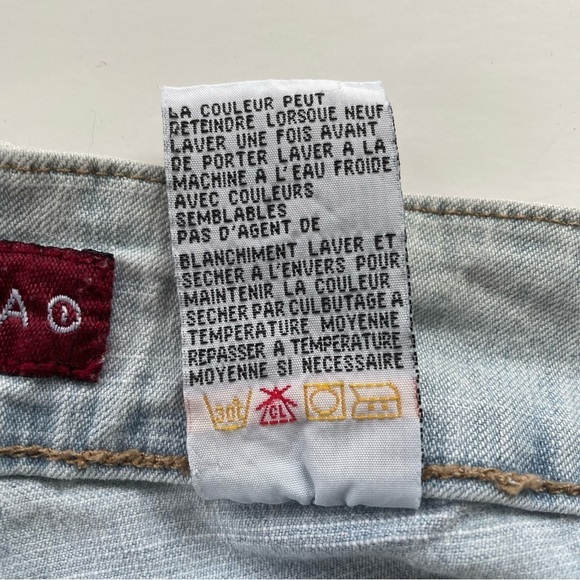 LA COULEUR PEUT
RETEINDRE LORSQUE NEUF
LAVER UNE FOIS AVANT
DE PORTER LAVER A LA
MACHINE A L'EAU FROIDE
AVEC COULEURS
SEMBLABLES
PAS D'AGENT DE
BLANCHIMENT LAVER ET
SECHER A L'ENVERS POUR
MAINTENIR LA COULEUR
SECHER PAR CULBUTAGE A
TEMPERATURE MOYENNE
REPASSER A TEMPERATURE
MOYENNE SI NECESSAIRE
30c CL
A